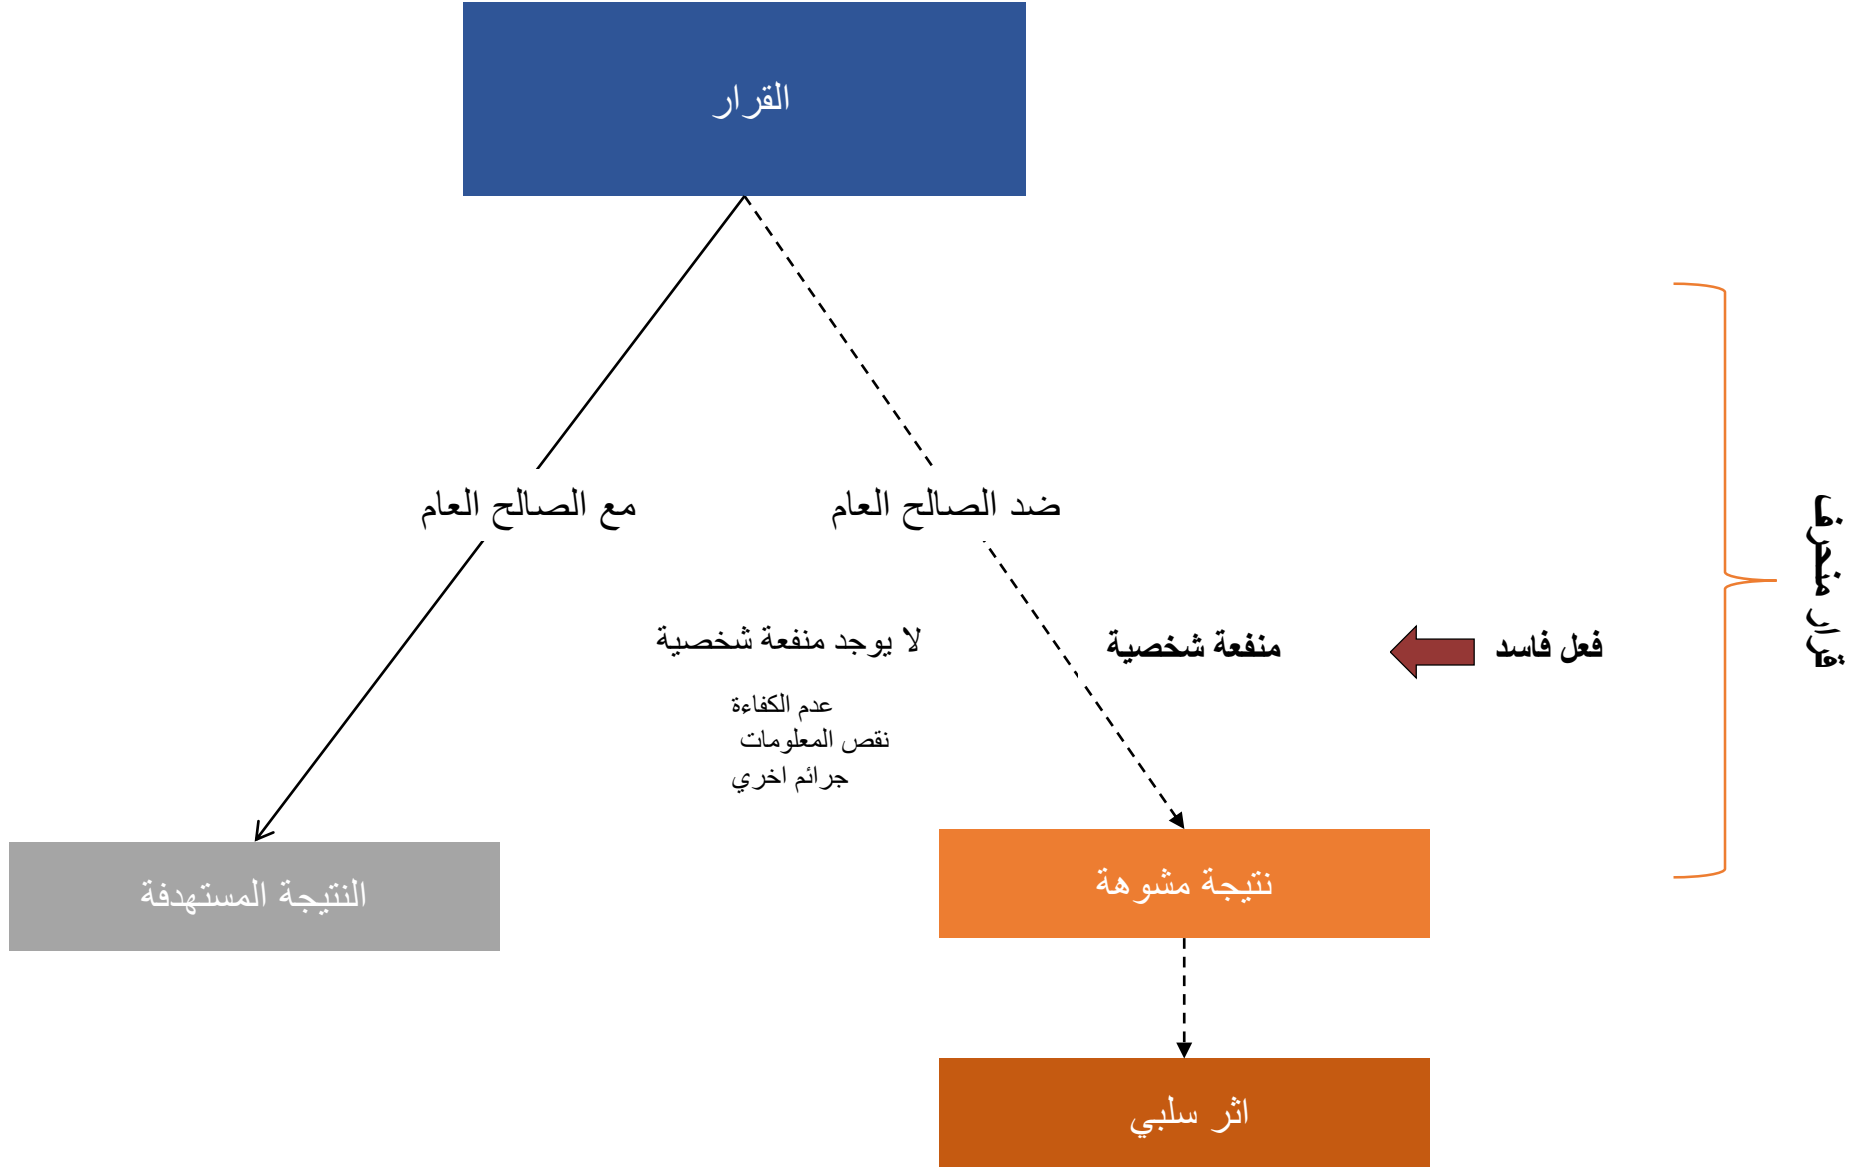 القرار
ضد الصالح العام
مع الصالح العام
قرار منحرف
فعل فاسد
منفعة شخصية
لا يوجد منفعة شخصية
عدم الكفاءة
نقص المعلومات
جرائم اخري
نتيجة مشوهة
النتيجة المستهدفة
اثر سلبي